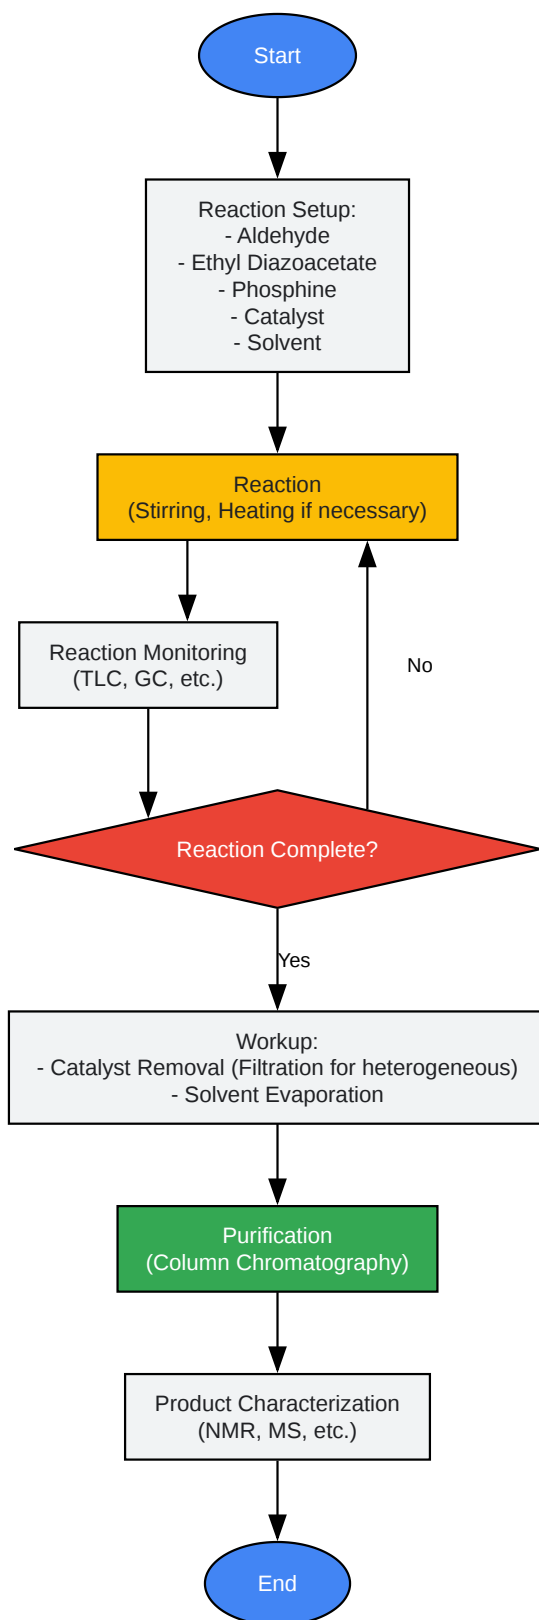 Start
Reaction Setup:
- Aldehyde
- Ethyl Diazoacetate
- Phosphine
- Catalyst
- Solvent
Reaction
(Stirring, Heating if necessary)
Reaction Monitoring
(TLC, GC, etc.)
No
Reaction Complete?
Yes
Workup:
- Catalyst Removal (Filtration for heterogeneous)
- Solvent Evaporation
Purification
(Column Chromatography)
Product Characterization
(NMR, MS, etc.)
End